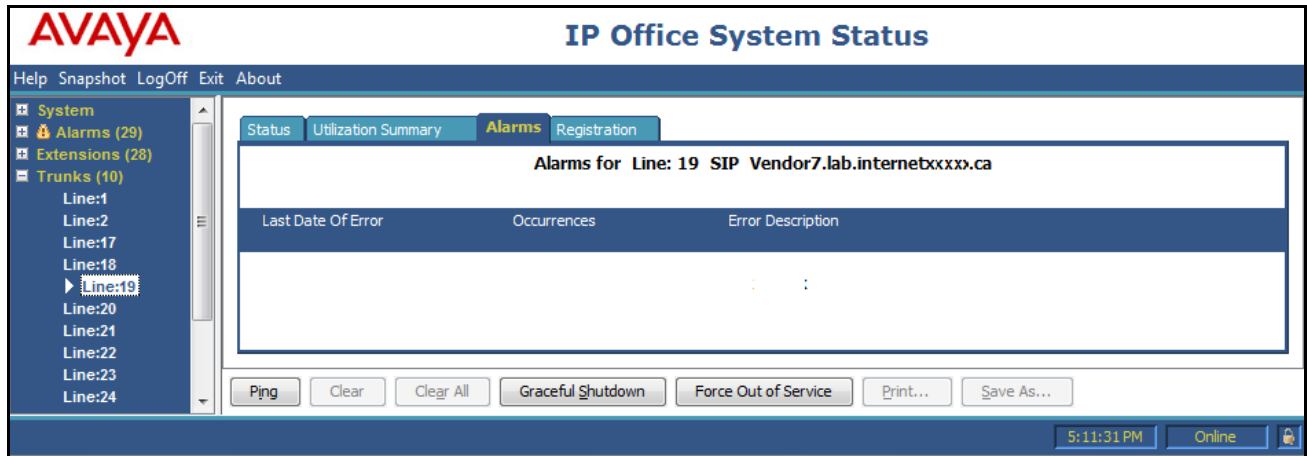 AVAYA
IP Office System Status
Help Snapshot LogOff Exit About
System
Alarms (29)
Extensions (28)
Trunks (10)
Line:1
Line:2
Line:17
Line:18
Line:19
Line:20
Line:21
Line:22
Line:23
Line:24
Status Utilization Summary Alarms Registration
Alarms for Line: 19 SIP Vendor7.lab.internetxxxx.ca
Last Date Of Error Occurrences Error Description
Ping Clear Clear All Graceful Shutdown Force Out of Service Print... Save As...
5:11:31 PM Online